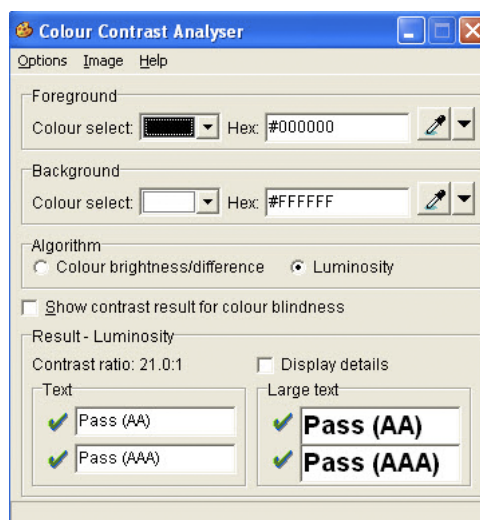 Colour Contrast Analyser
Options Image Help
Foreground
Colour select: Hex: #000000
Background
Colour select: Hex: #FFFFFF
Algorithm
Colour brightness/difference Luminosity
Show contrast result for colour blindness
Result - Luminosity
Contrast ratio: 21.0:1 Display details
Text Large text
Pass (AA) Pass (AA)
Pass (AAA) Pass (AAA)